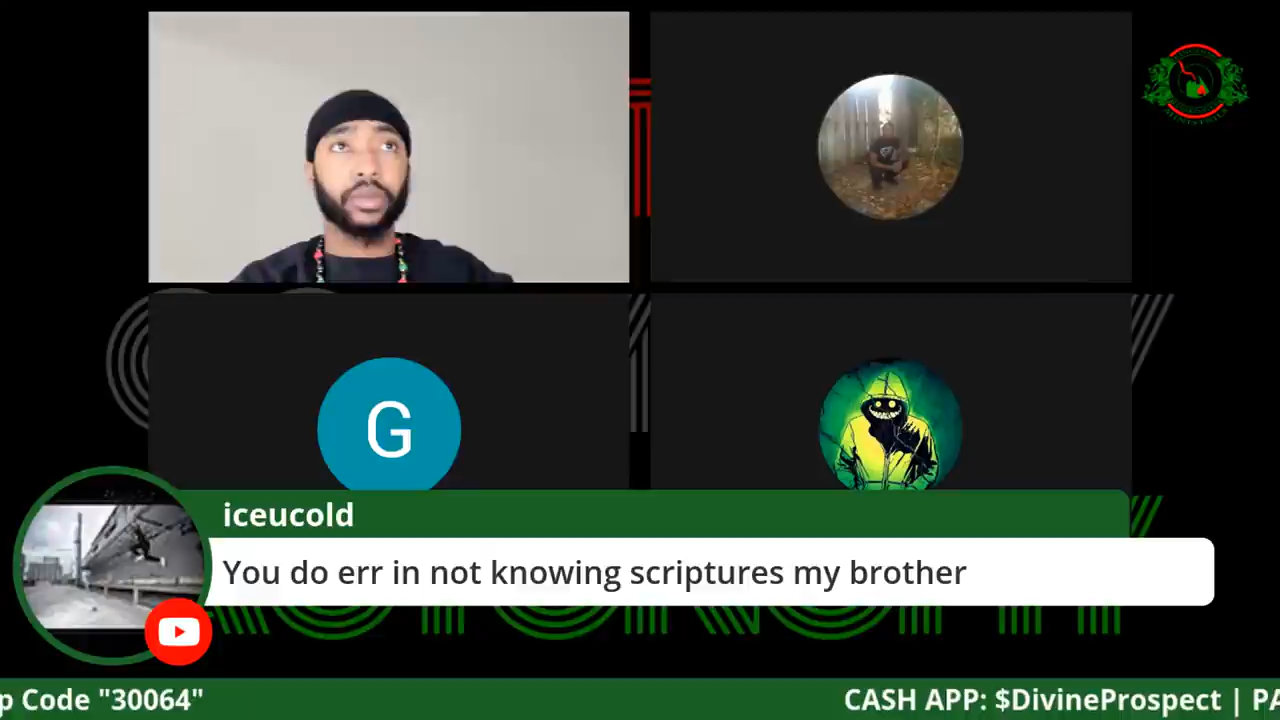 G
iceucold
You do err in not knowing scriptures my brother
p Code "30064"
CASH APP: $DivineProspect | PA